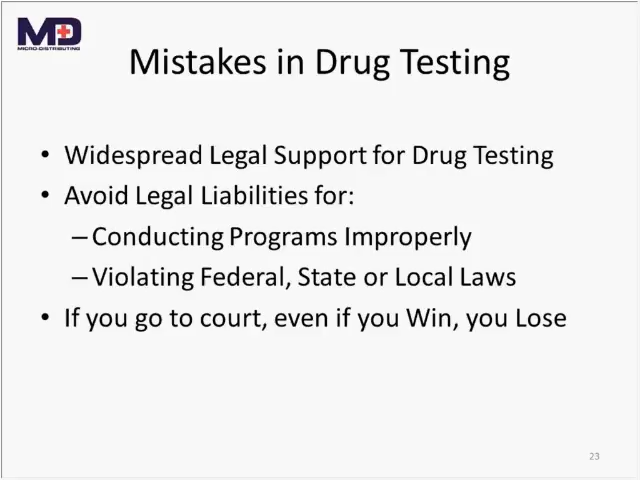 MD
MICRO-DISTRIBUTING
Mistakes in Drug Testing
• Widespread Legal Support for Drug Testing
• Avoid Legal Liabilities for:
– Conducting Programs Improperly
– Violating Federal, State or Local Laws
• If you go to court, even if you Win, you Lose
23